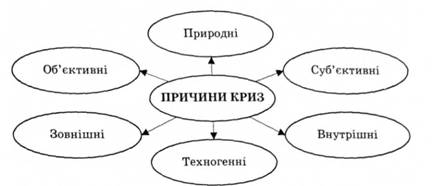 Природні
Об’єктивні
Суб’єктивні
ПРИЧИНИ КРИЗ
Зовнішні
Внутрішні
Техногенні